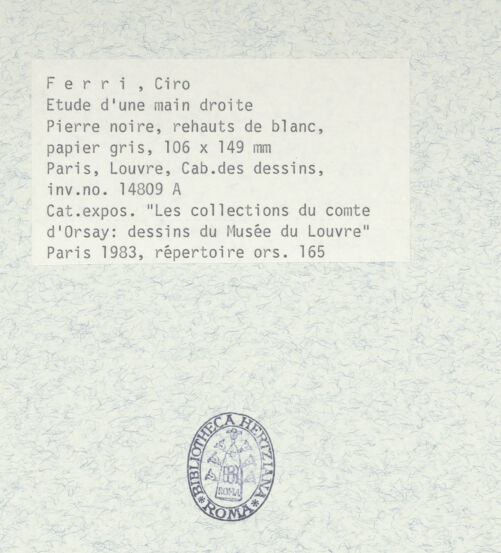 F e r r i , Ciro
Etude d'une main droite
Pierre noire, rehauts de blanc,
papier gris, 106 x 149 mm
Paris, Louvre, Cab.des dessins,
inv.no. 14809 A
Cat.expos. "Les collections du comte
d'Orsay: dessins du Musée du Louvre"
Paris 1983, répertoire ors. 165
*BIBLIOTHECA HERTZIANA*
ROMA
ROMA